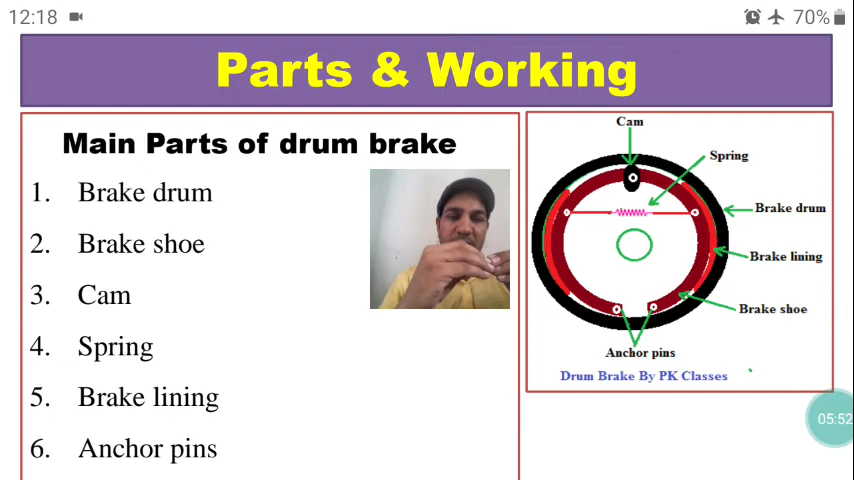 12:18
70%
Parts & Working
Main Parts of drum brake
1. Brake drum
2. Brake shoe
3. Cam
4. Spring
5. Brake lining
6. Anchor pins
Cam
Spring
Brake drum
Brake lining
Brake shoe
Anchor pins
Drum Brake By PK Classes
05:52